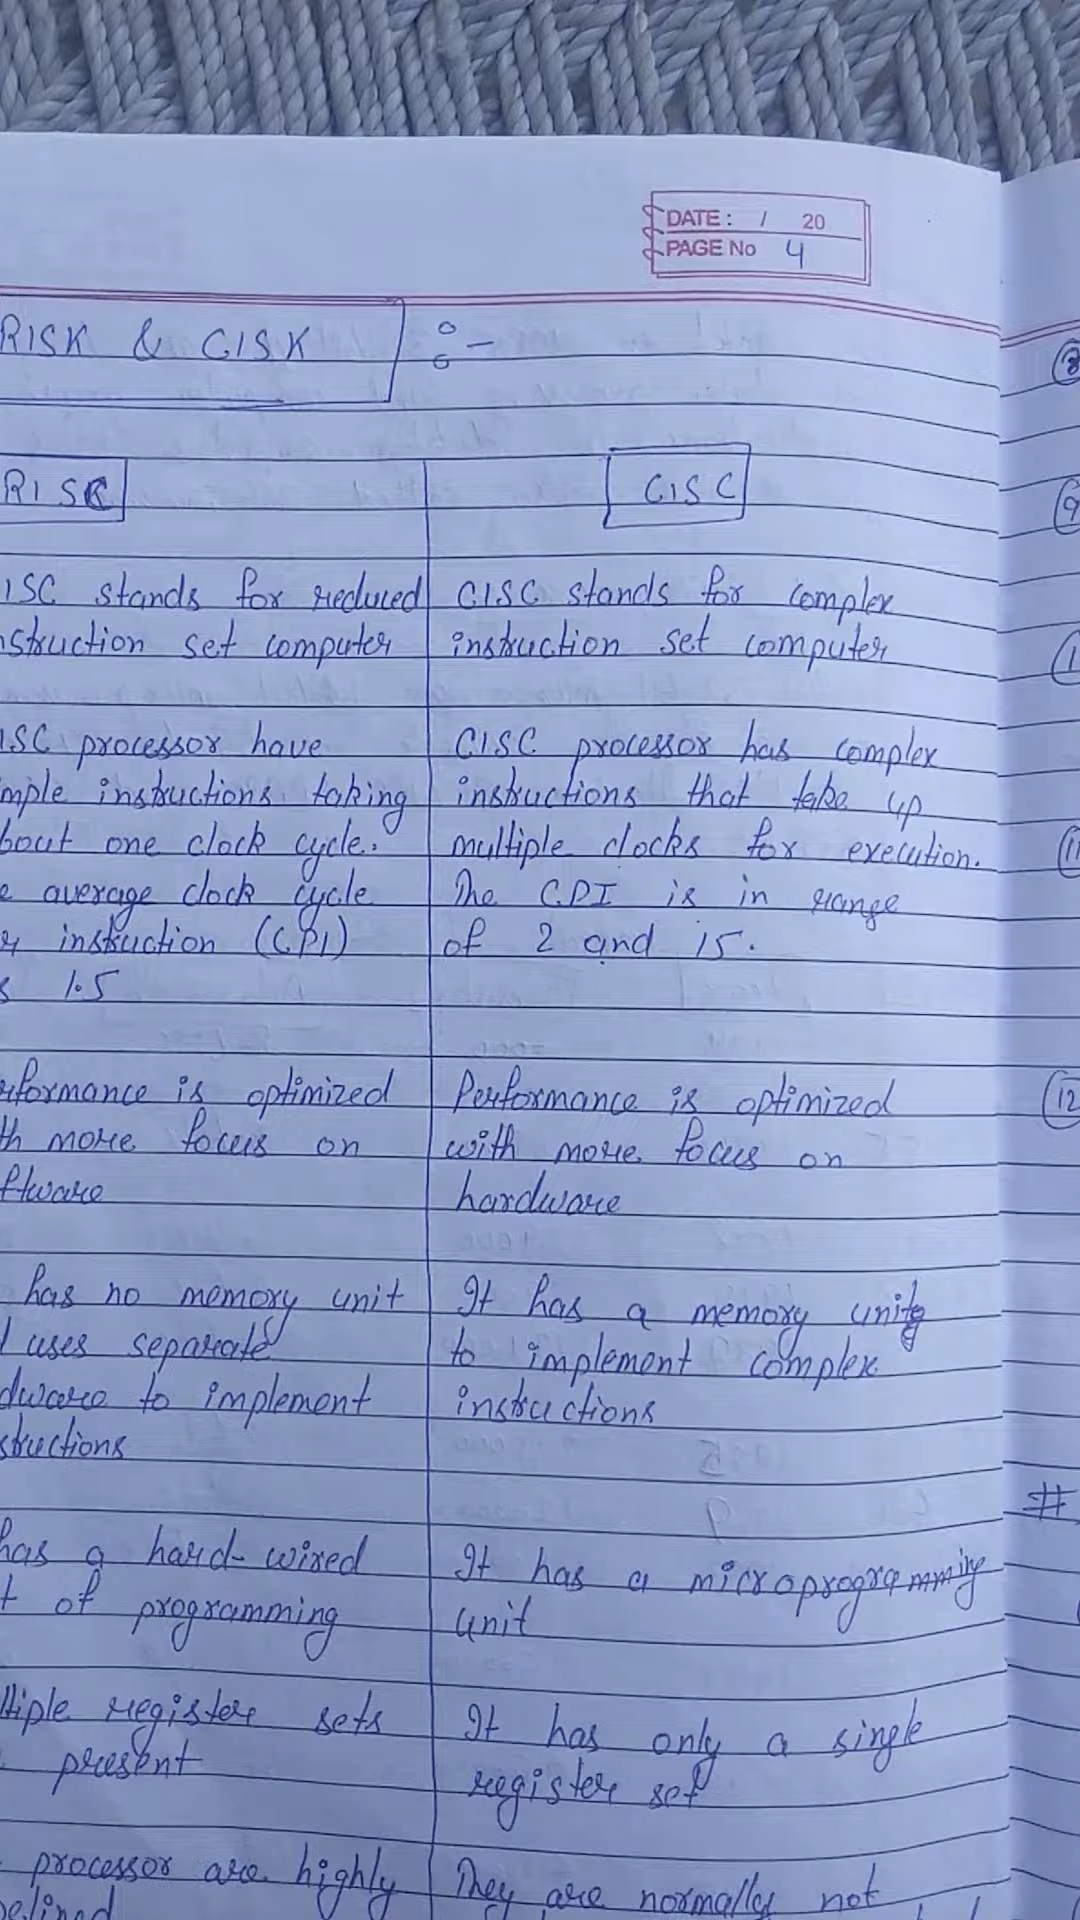 DATE: / 20
PAGE No 4
RISK & CISK :-
RISC
CISC
ISC stands for reduced
struction set computer
CISC stands for complex
instruction set computer
ISC processor have
mple instructions taking
bout one clock cycle.
e average clock cycle
instruction (CPI)
1.5
CISC processor has complex
instructions that take up
multiple clocks for execution.
The CPI is in range
of 2 and 15.
rformance is optimized
th more focus on
ftware
Performance is optimized
with more focus on
hardware
has no memory unit
uses separate
dware to implement
structions
It has a memory unit
to implement complex
instructions
has a hard-wired
t of programming
It has a microprogramming
unit
tiple register sets
present
It has only a single
register set
processor are highly
pelined
They are normally not
9
11
12
#